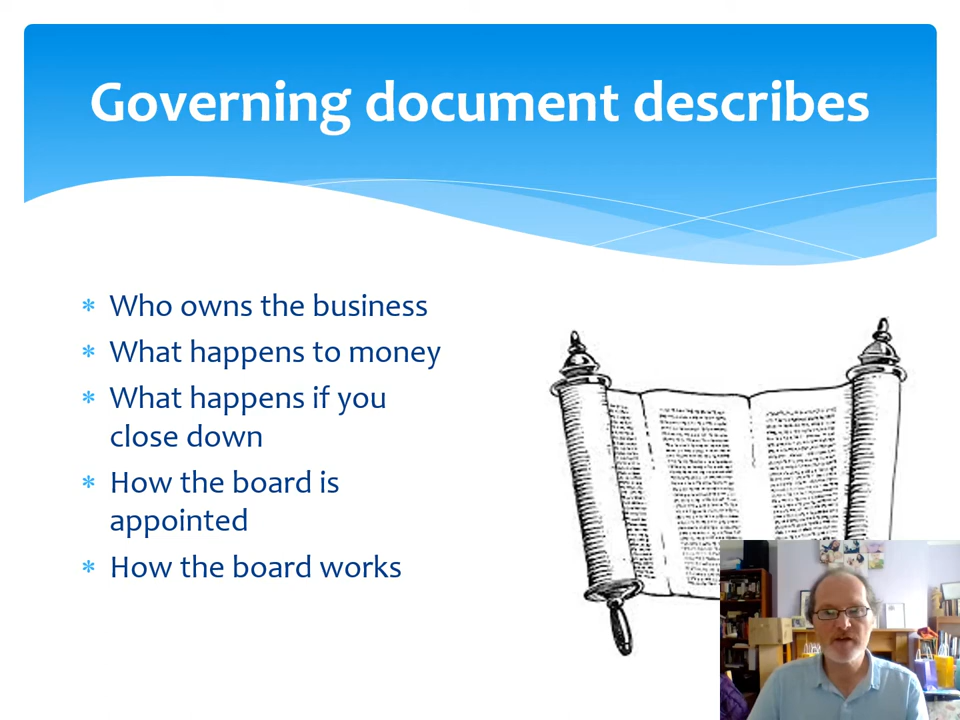 Governing document describes
* Who owns the business
* What happens to money
* What happens if you
close down
* How the board is
appointed
* How the board works